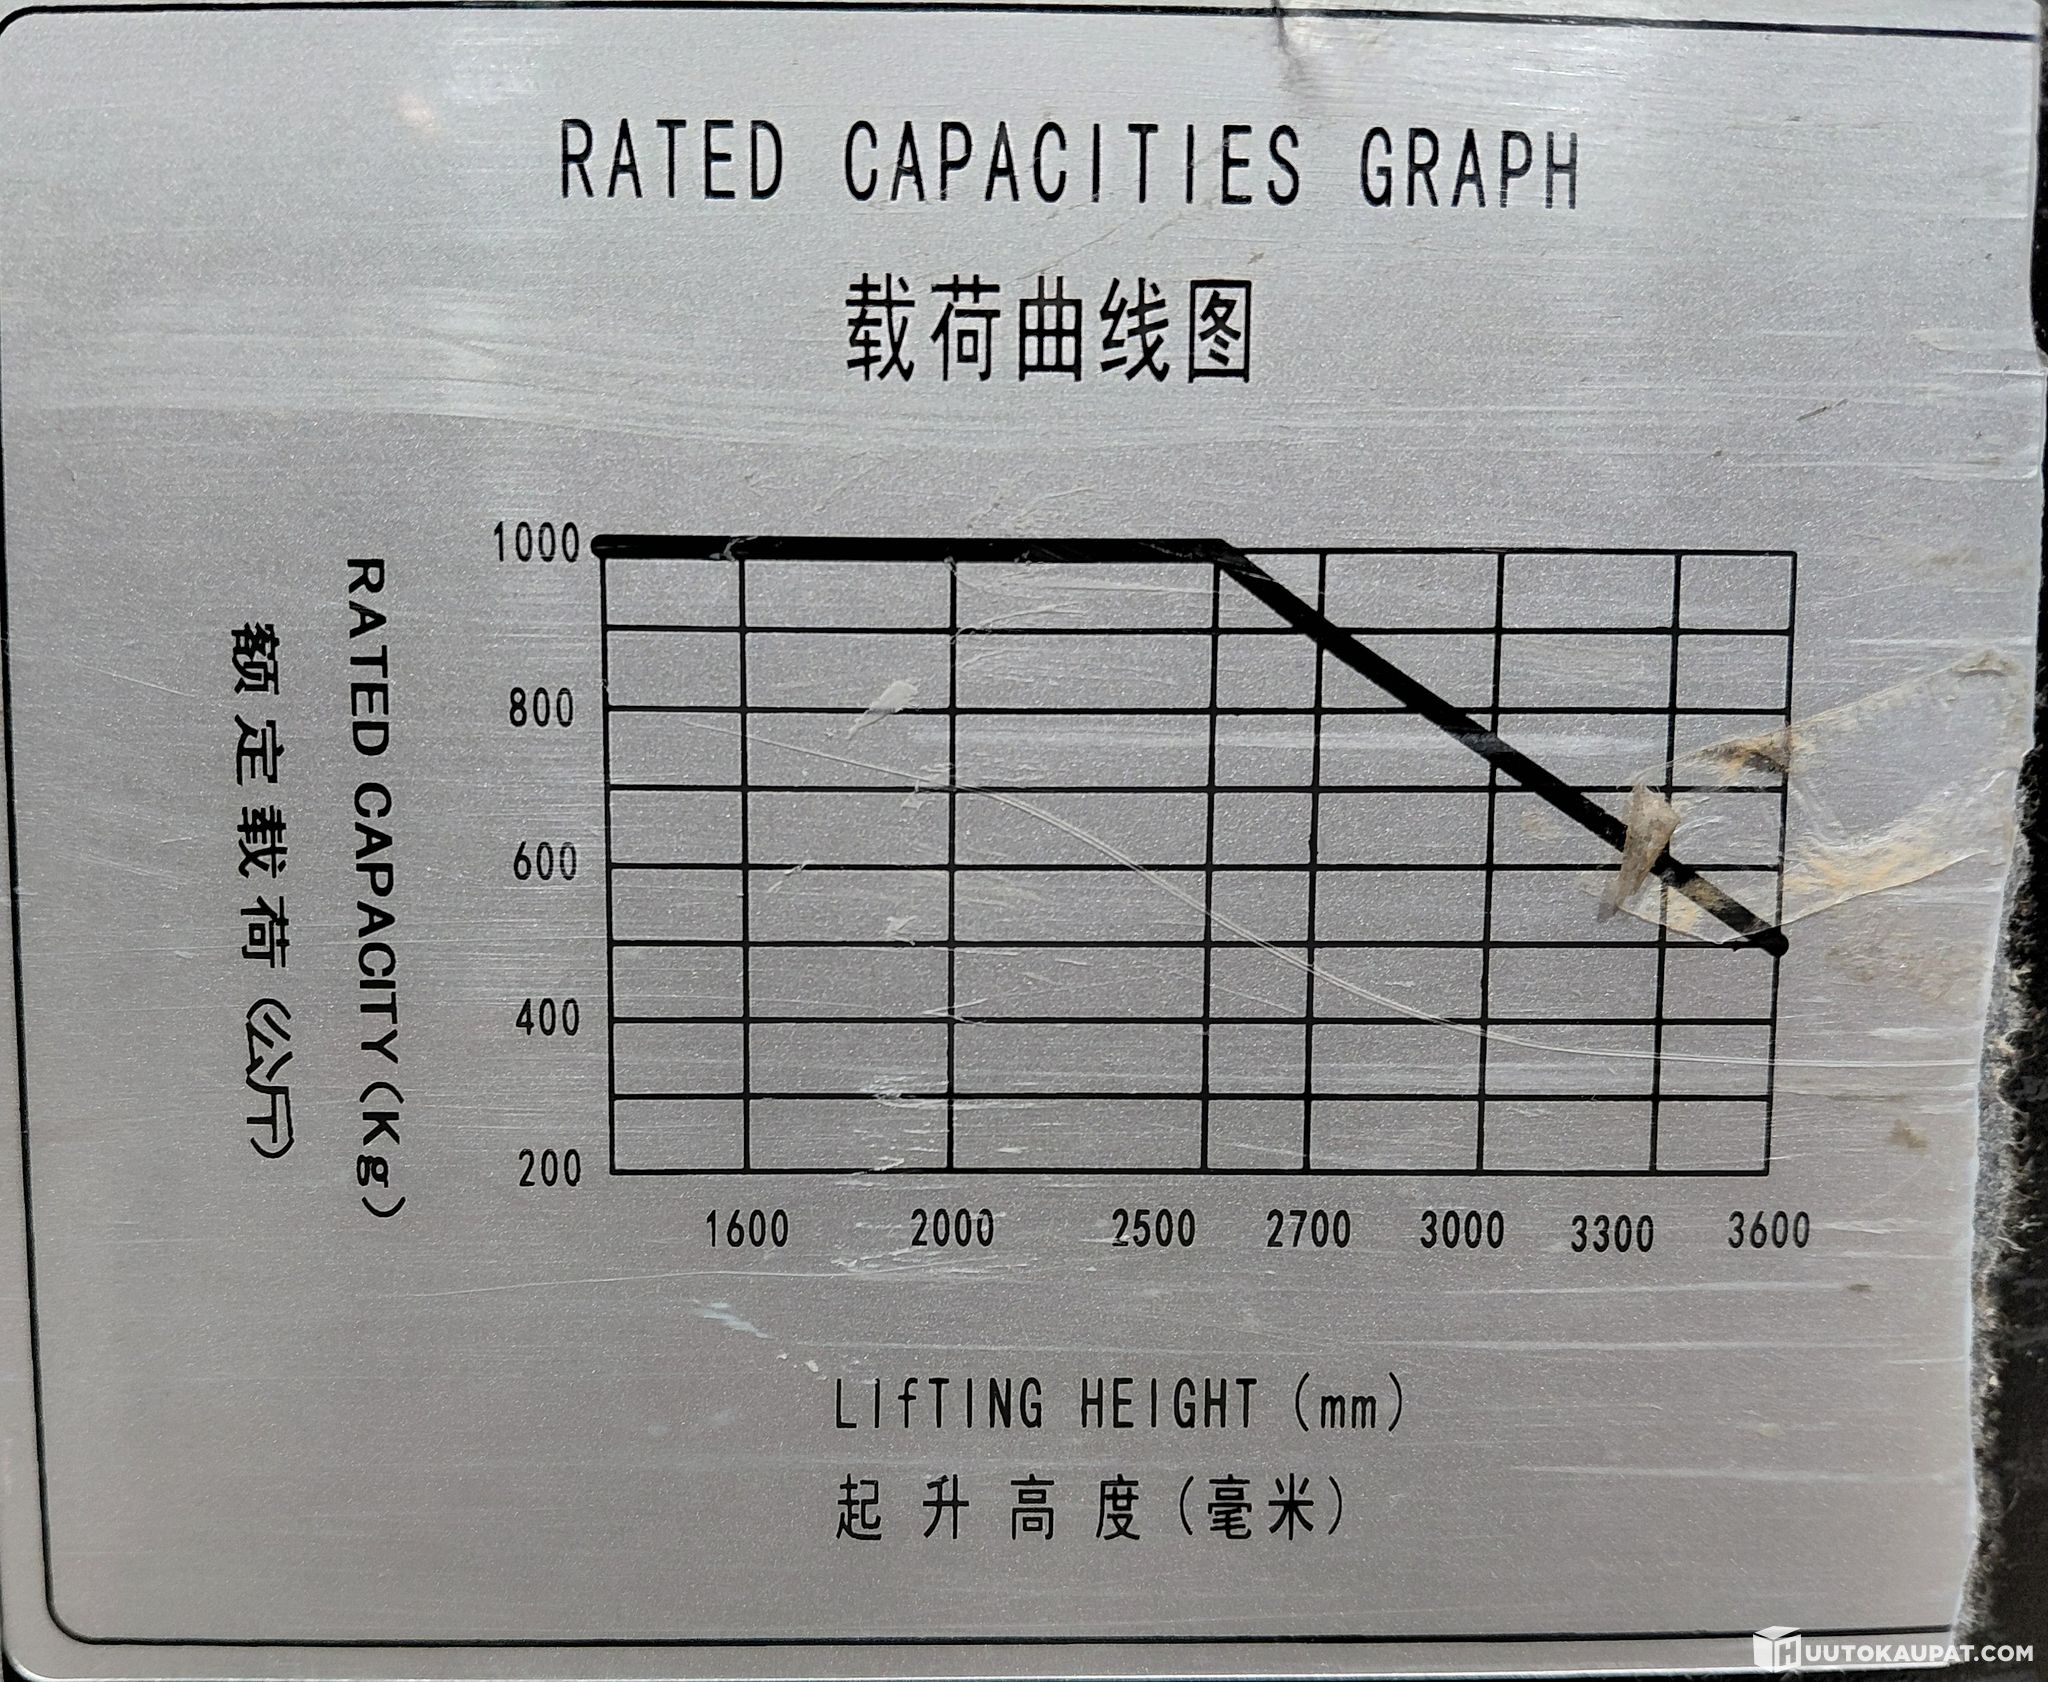 RATED CAPACITIES GRAPH
载荷曲线图
额定载荷(公斤)
RATED CAPACITY(Kg)
1000
800
600
400
200
1600 2000 2500 2700 3000 3300 3600
LIfTING HEIGHT (mm)
起升高度(毫米)
HUUTOKAUPAT.COM